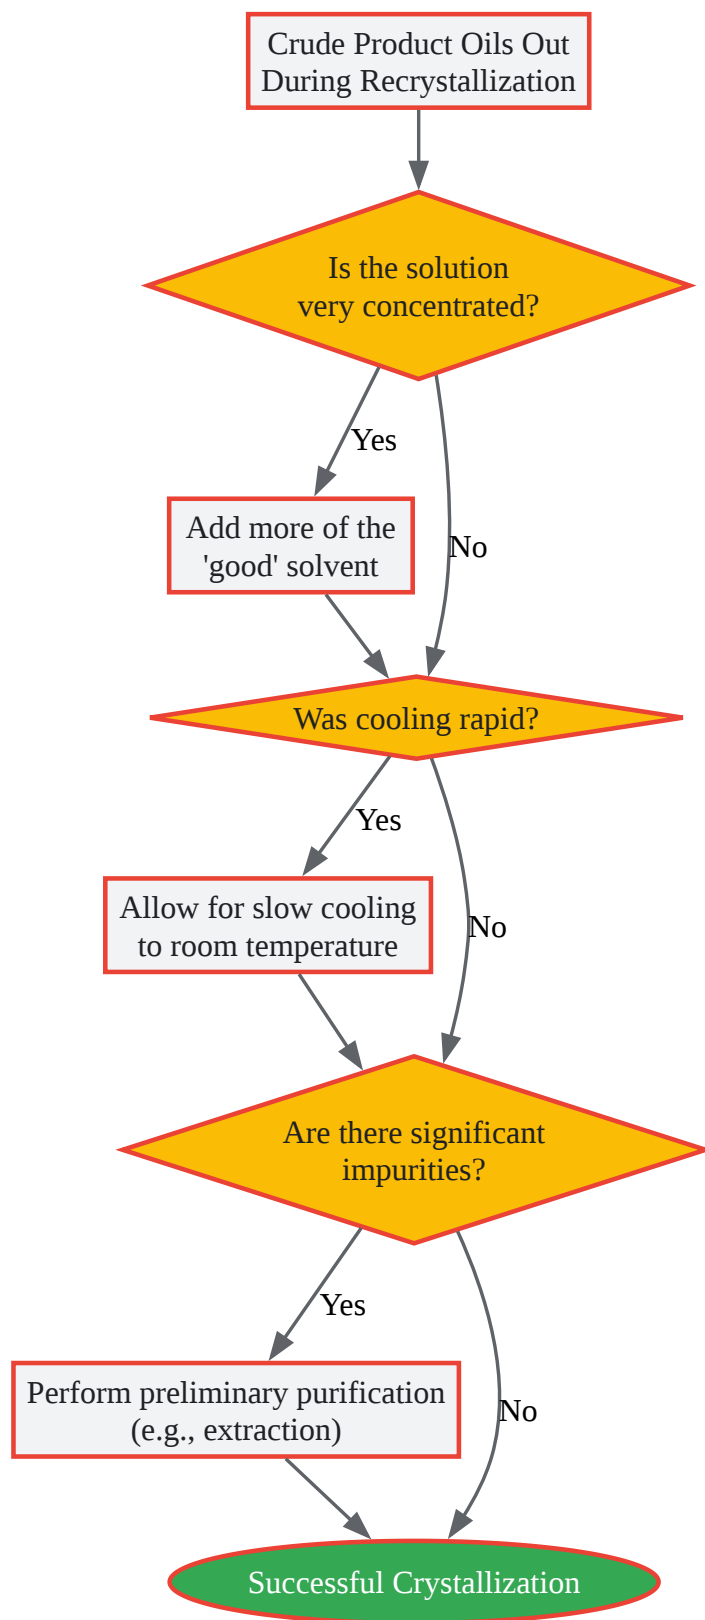 Crude Product Oils Out
During Recrystallization
Is the solution
very concentrated?
Yes
Add more of the
'good' solvent
No
Was cooling rapid?
Yes
Allow for slow cooling
to room temperature
No
Are there significant
impurities?
Yes
Perform preliminary purification
(e.g., extraction)
No
Successful Crystallization